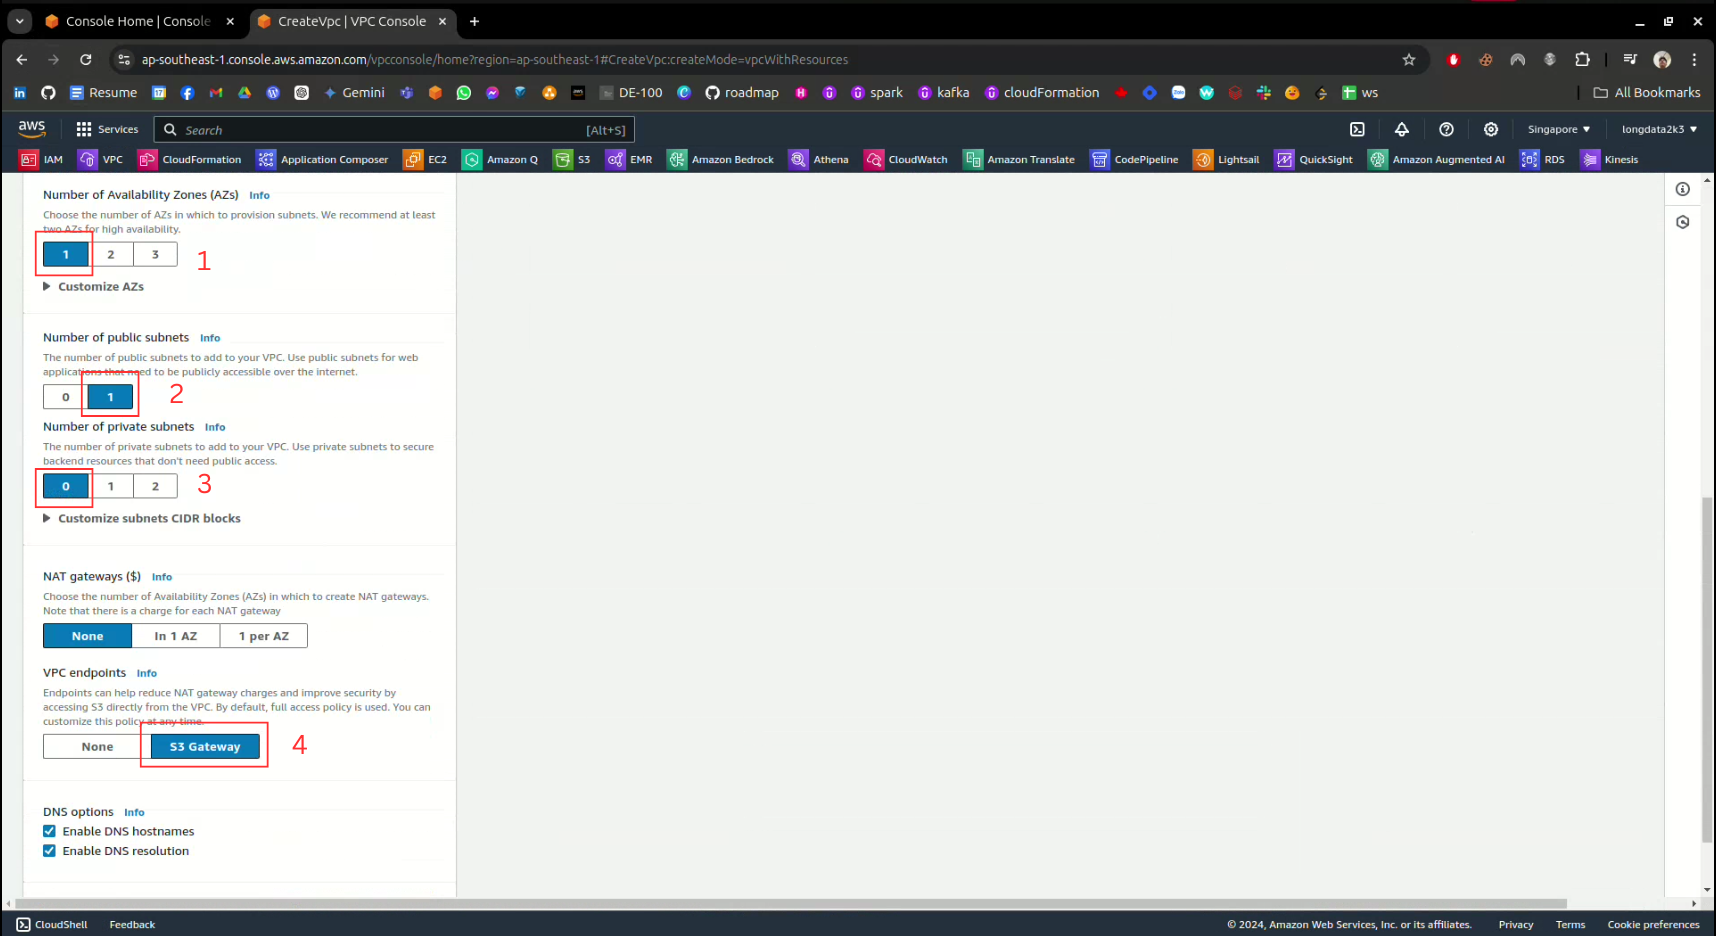 Console Home | Console
CreateVpc | VPC Console
ap-southeast-1.console.aws.amazon.com/vpcconsole/home?region=ap-southeast-1#CreateVpc:createMode=vpcWithResources
Resume
Gemini
DE-100
roadmap
spark
kafka
cloudFormation
ws
All Bookmarks
aws
Services
Search
[Alt+S]
Singapore
longdata2k3
IAM
VPC
CloudFormation
Application Composer
EC2
Amazon Q
S3
EMR
Amazon Bedrock
Athena
CloudWatch
Amazon Translate
CodePipeline
Lightsail
QuickSight
Amazon Augmented AI
RDS
Kinesis
Number of Availability Zones (AZs) Info
Choose the number of AZs in which to provision subnets. We recommend at least
two AZs for high availability.
1 2 3
1
Customize AZs
Number of public subnets Info
The number of public subnets to add to your VPC. Use public subnets for web
applications that need to be publicly accessible over the internet.
0 1
2
Number of private subnets Info
The number of private subnets to add to your VPC. Use private subnets to secure
backend resources that don't need public access.
0 1 2
3
Customize subnets CIDR blocks
NAT gateways ($) Info
Choose the number of Availability Zones (AZs) in which to create NAT gateways.
Note that there is a charge for each NAT gateway
None In 1 AZ 1 per AZ
VPC endpoints Info
Endpoints can help reduce NAT gateway charges and improve security by
accessing S3 directly from the VPC. By default, full access policy is used. You can
customize this policy at any time.
None S3 Gateway
4
DNS options Info
Enable DNS hostnames
Enable DNS resolution
CloudShell
Feedback
© 2024, Amazon Web Services, Inc. or its affiliates.
Privacy
Terms
Cookie preferences